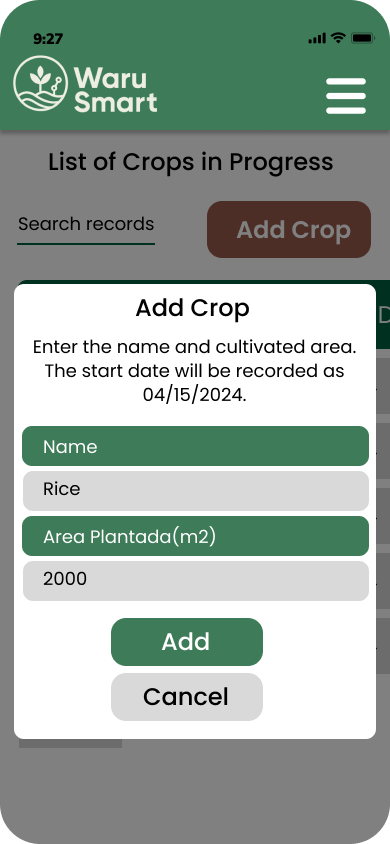 9:27
Waru
Smart
List of Crops in Progress
Search records
Add Crop
D
Add Crop
Enter the name and cultivated area.
The start date will be recorded as
04/15/2024.
Name
Rice
Area Plantada(m2)
2000
Add
Cancel